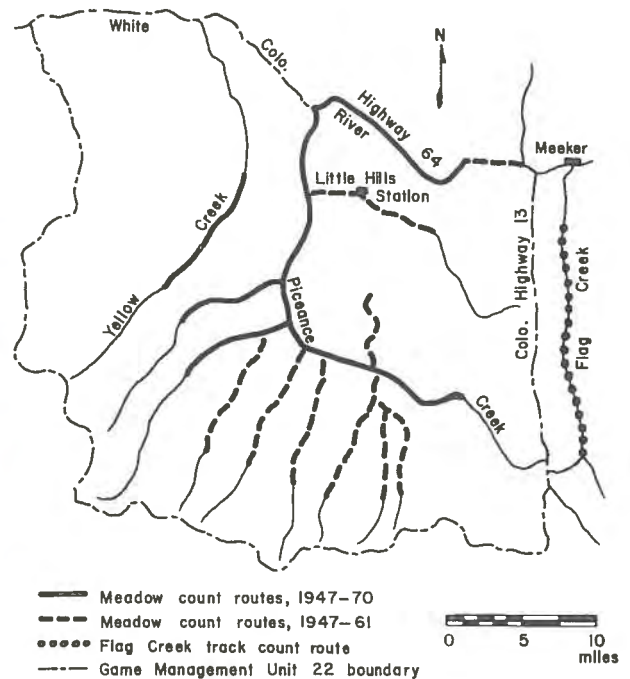 White
Colo.
N
Highway
River
64
Meeker
Little Hills
Station
Creek
Yellow
Piceance
Colo. Highway 13
Flag Creek
Creek
Meadow count routes, 1947-70
Meadow count routes, 1947-61
Flag Creek track count route
Game Management Unit 22 boundary
0 5 10
miles